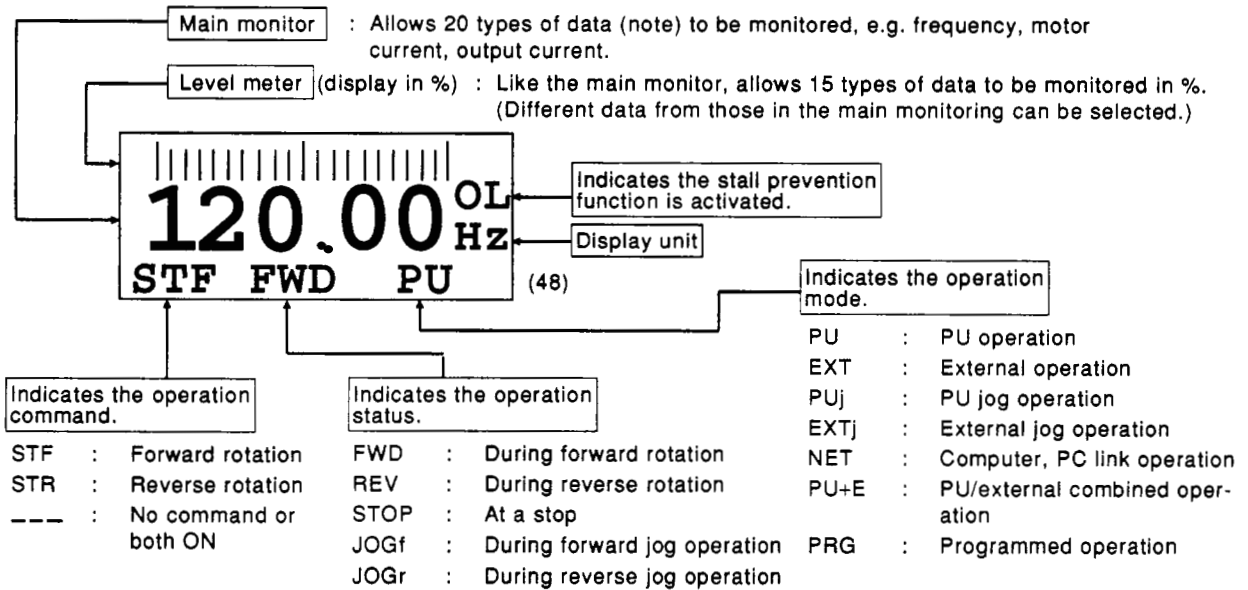 Main monitor : Allows 20 types of data (note) to be monitored, e.g. frequency, motor
current, output current.
Level meter (display in %) : Like the main monitor, allows 15 types of data to be monitored in %.
(Different data from those in the main monitoring can be selected.)
120.00 OL
Hz
STF FWD PU
(48)
Indicates the stall prevention
function is activated.
Display unit
Indicates the operation
command.
STF : Forward rotation
STR : Reverse rotation
--- : No command or
both ON
Indicates the operation
status.
FWD : During forward rotation
REV : During reverse rotation
STOP : At a stop
JOGf : During forward jog operation
JOGr : During reverse jog operation
Indicates the operation
mode.
PU : PU operation
EXT : External operation
PUj : PU jog operation
EXTj : External jog operation
NET : Computer, PC link operation
PU+E : PU/external combined oper-
ation
PRG : Programmed operation